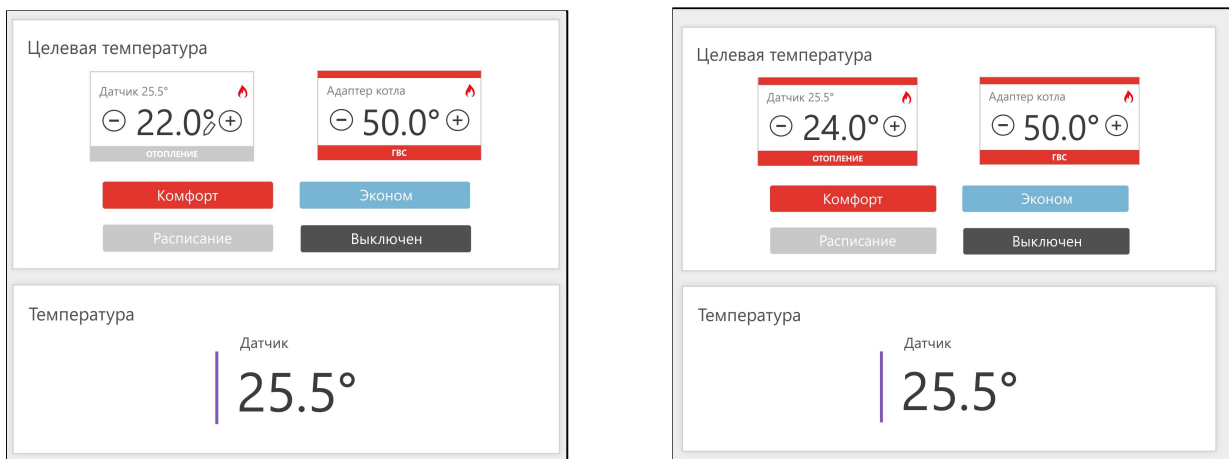 Целевая температура
Датчик 25.5°
22.0°
ОТОПЛЕНИЕ
Адаптер котла
50.0°
ГВС
Комфорт
Эконом
Расписание
Выключен
Температура
Датчик
25.5°
Целевая температура
Датчик 25.5°
24.0°
ОТОПЛЕНИЕ
Адаптер котла
50.0°
ГВС
Комфорт
Эконом
Расписание
Выключен
Температура
Датчик
25.5°